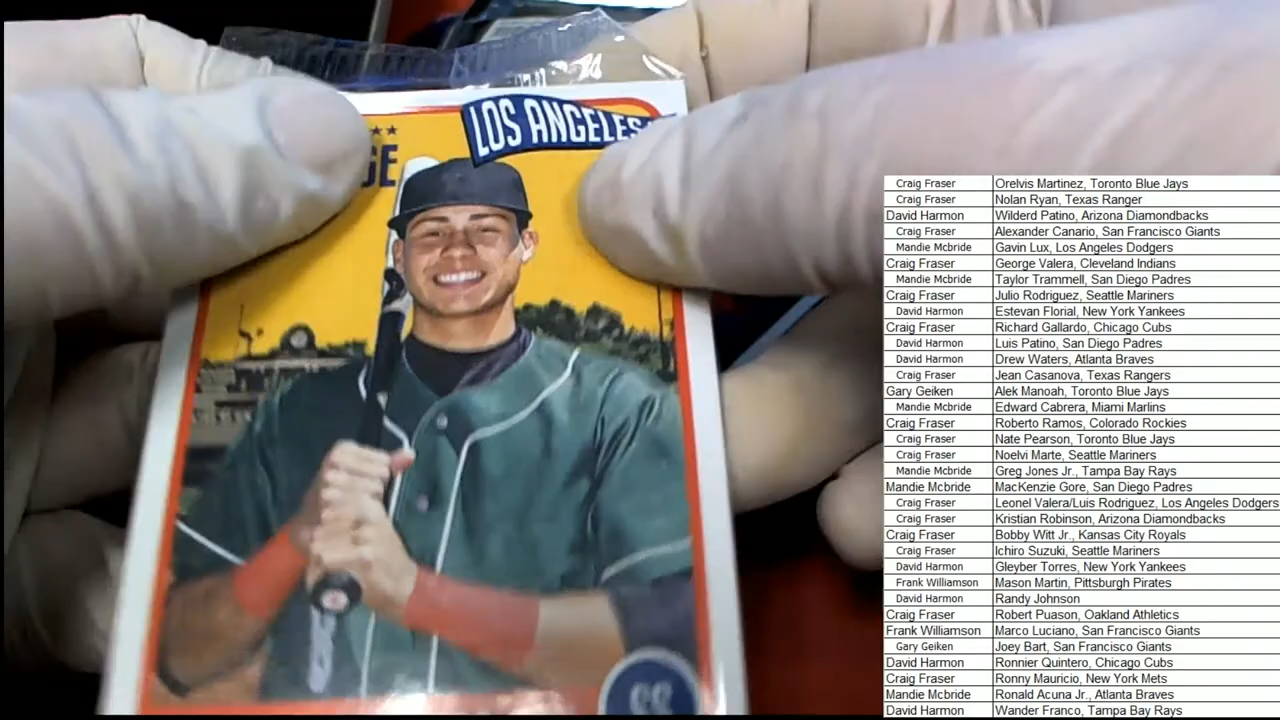 GE
LOS ANGELES
SS
Craig Fraser Orelvis Martinez, Toronto Blue Jays
Craig Fraser Nolan Ryan, Texas Ranger
David Harmon Wilderd Patino, Arizona Diamondbacks
Craig Fraser Alexander Canario, San Francisco Giants
Mandie Mcbride Gavin Lux, Los Angeles Dodgers
Craig Fraser George Valera, Cleveland Indians
Mandie Mcbride Taylor Trammell, San Diego Padres
Craig Fraser Julio Rodriguez, Seattle Mariners
David Harmon Estevan Florial, New York Yankees
Craig Fraser Richard Gallardo, Chicago Cubs
David Harmon Luis Patino, San Diego Padres
David Harmon Drew Waters, Atlanta Braves
Craig Fraser Jean Casanova, Texas Rangers
Gary Geiken Alek Manoah, Toronto Blue Jays
Mandie Mcbride Edward Cabrera, Miami Marlins
Craig Fraser Roberto Ramos, Colorado Rockies
Craig Fraser Nate Pearson, Toronto Blue Jays
Craig Fraser Noelvi Marte, Seattle Mariners
Mandie Mcbride Greg Jones Jr., Tampa Bay Rays
Mandie Mcbride MacKenzie Gore, San Diego Padres
Craig Fraser Leonel Valera/Luis Rodriguez, Los Angeles Dodgers
Craig Fraser Kristian Robinson, Arizona Diamondbacks
Craig Fraser Bobby Witt Jr., Kansas City Royals
Craig Fraser Ichiro Suzuki, Seattle Mariners
David Harmon Gleyber Torres, New York Yankees
Frank Williamson Mason Martin, Pittsburgh Pirates
David Harmon Randy Johnson
Craig Fraser Robert Puason, Oakland Athletics
Frank Williamson Marco Luciano, San Francisco Giants
Gary Geiken Joey Bart, San Francisco Giants
David Harmon Ronnier Quintero, Chicago Cubs
Craig Fraser Ronny Mauricio, New York Mets
Mandie Mcbride Ronald Acuna Jr., Atlanta Braves
David Harmon Wander Franco, Tampa Bay Rays